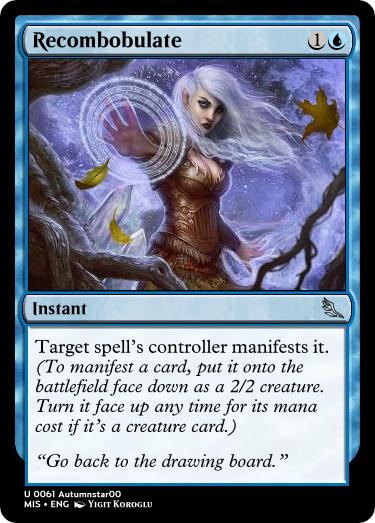 Recombobulate 1
Instant
Target spell's controller manifests it.
(To manifest a card, put it onto the
battlefield face down as a 2/2 creature.
Turn it face up any time for its mana
cost if it's a creature card.)
“Go back to the drawing board.”
U 0061 Autumnstar00
MIS • ENG Yigit Koroglu